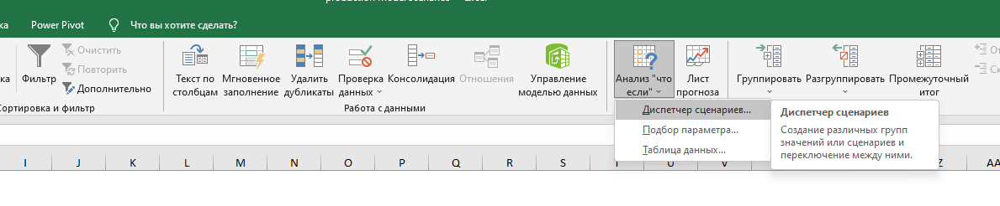 ка Power Pivot Что вы хотите сделать?
ка
Фильтр
Очистить
Повторить
Дополнительно
Сортировка и фильтр
Текст по
столбцам
Мгновенное
заполнение
Удалить
дубликаты
Проверка
данных
Консолидация
Отношения
Управление
моделью данных
Работа с данными
Анализ "что
если"
Лист
прогноза
Группировать
Разгруппировать
Промежуточный
итог
От
Ск
Диспетчер сценариев...
Подбор параметра...
Таблица данных...
Диспетчер сценариев
Создание различных групп
значений или сценариев и
переключение между ними.
I J K L M N O P Q R S T U V Z AA